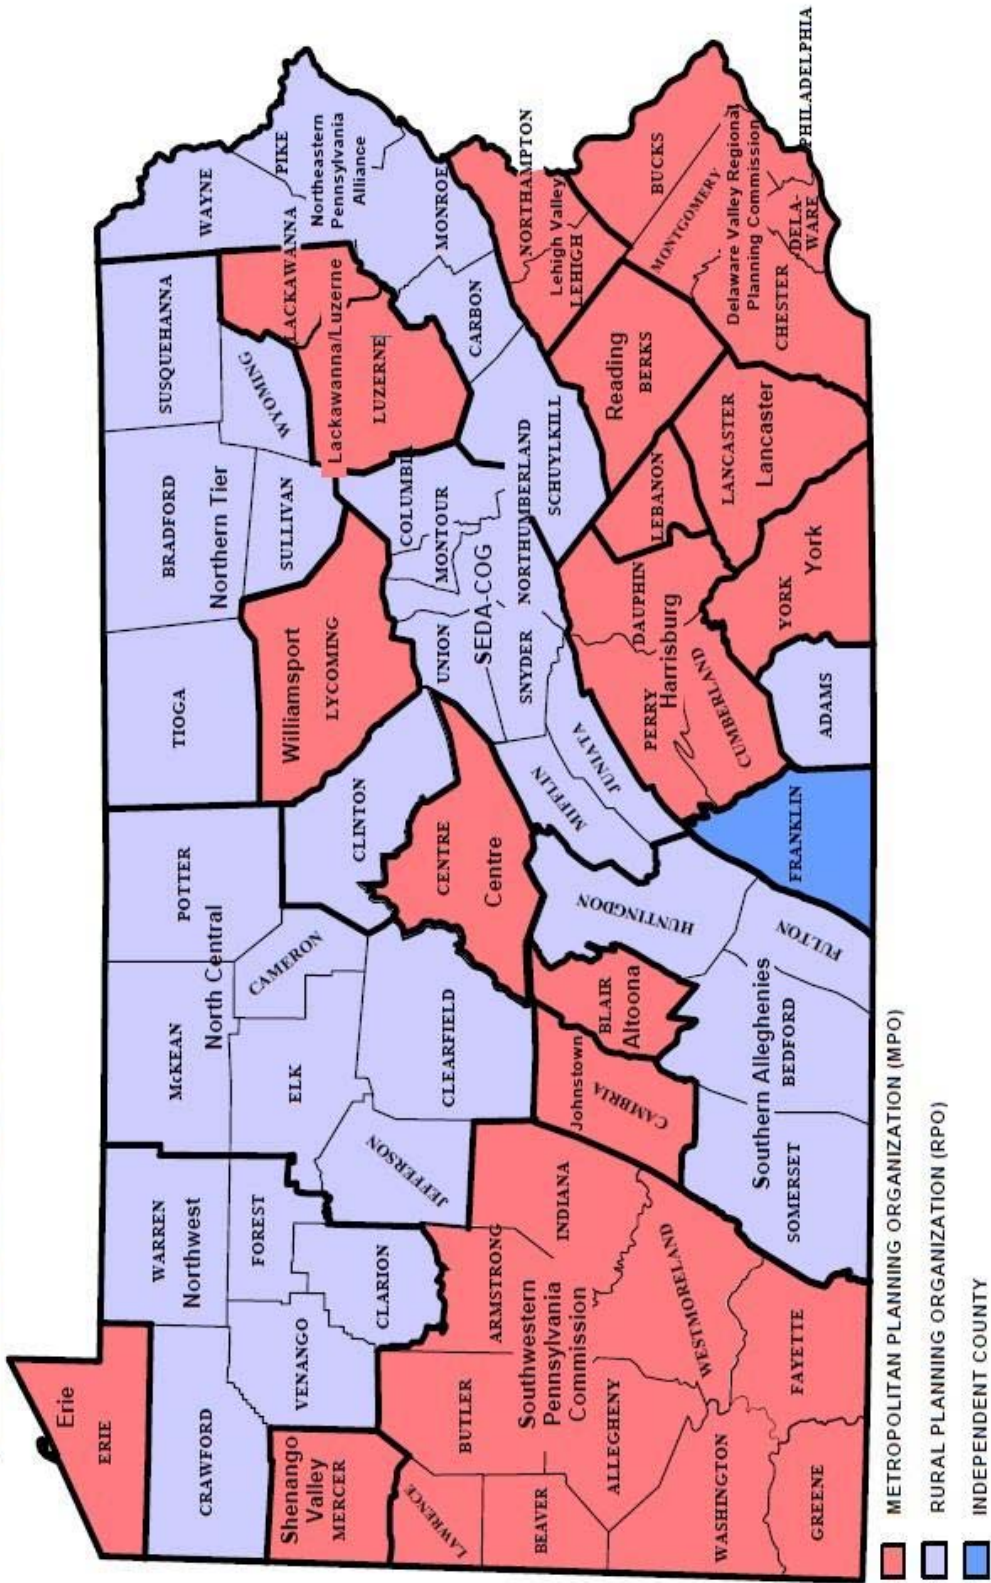 Erie
ERIE
CRAWFORD
WARREN
Northwest
FOREST
VENANGO
CLARION
Shenango
Valley
MERCER
McKEAN
POTTER
North Central
CAMERON
ELK
JEFFERSON
CLEARFIELD
TIOGA
BRADFORD
SUSQUEHANNA
Northern Tier
SULLIVAN
WYOMING
WAYNE
PIKE
Northeastern
Pennsylvania
Alliance
MONROE
CARBON
SCHUYLKILL
LACKAWANNA
Lackawanna/Luzerne
LUZERNE
Williamsport
LYCOMING
CLINTON
COLUMBIA
MONTOUR
UNION
SEDA-COG
NORTHUMBERLAND
SNYDER
MIFFLIN
JUNIATA
CENTRE
Centre
LAWRENCE
BUTLER
ARMSTRONG
INDIANA
BEAVER
Southwestern
Pennsylvania
Commission
ALLEGHENY
WESTMORELAND
WASHINGTON
FAYETTE
GREENE
Johnstown
CAMBRIA
BLAIR
Altoona
HUNTINGDON
FULTON
Southern Alleghenies
BEDFORD
SOMERSET
FRANKLIN
ADAMS
PERRY
DAUPHIN
Harrisburg
CUMBERLAND
LEBANON
YORK
York
LANCASTER
Lancaster
Reading
BERKS
NORTHAMPTON
Lehigh Valley
LEHIGH
BUCKS
MONTGOMERY
Delaware Valley Regional
Planning Commission
CHESTER
DELA-
WARE
PHILADELPHIA
METROPOLITAN PLANNING ORGANIZATION (MPO)
RURAL PLANNING ORGANIZATION (RPO)
INDEPENDENT COUNTY